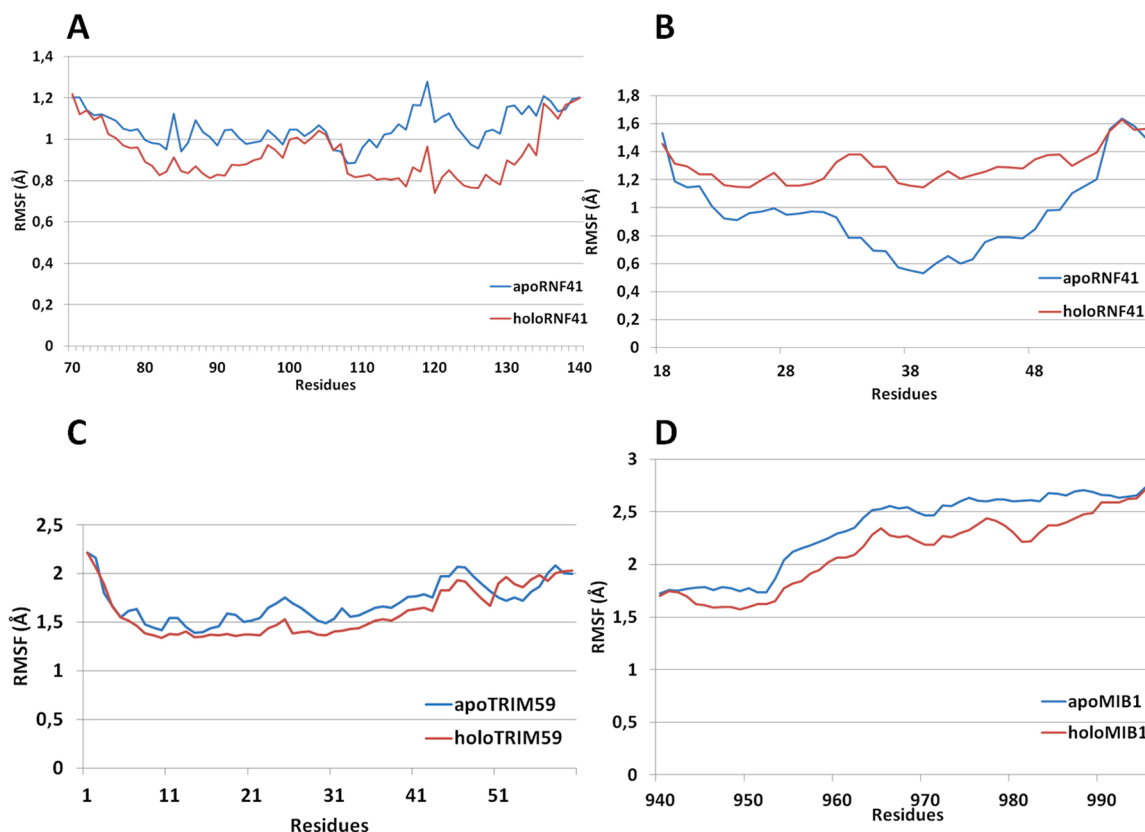 A
1,4
1,2
1
0,8
0,6
0,4
0,2
0
RMSF (Å)
70 80 90 100 110 120 130 140
Residues
apoRNF41
holoRNF41
B
1,8
1,6
1,4
1,2
1
0,8
0,6
0,4
0,2
0
RMSF (Å)
18 28 38 48
Residues
apoRNF41
holoRNF41
C
2,5
2
1,5
1
0,5
0
RMSF (Å)
1 11 21 31 41 51
Residues
apoTRIM59
holoTRIM59
D
3
2,5
2
1,5
1
0,5
0
RMSF (Å)
940 950 960 970 980 990
Residues
apoMIB1
holoMIB1